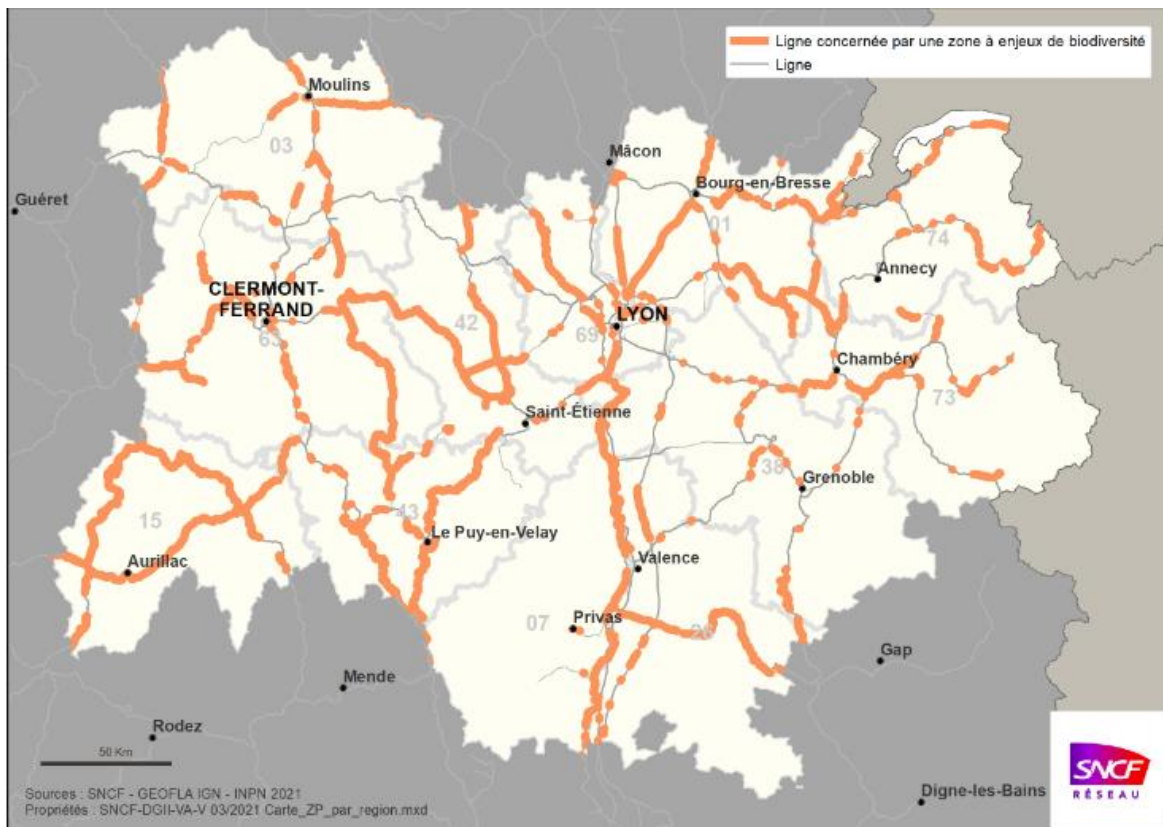 Ligne concernée par une zone à enjeux de biodiversité
Ligne
Moulins
03
Mâcon
Bourg-en-Bresse
Guéret
01
74
Annecy
CLERMONT-
FERRAND
63
42
LYON
69
Chambéry
73
Saint-Étienne
38
Grenoble
15
43
Le Puy-en-Velay
Aurillac
Valence
Privas
07
26
Gap
Mende
Rodez
50 Km
Digne-les-Bains
Sources : SNCF - GEOFLA IGN - INPN 2021
Propriétés : SNCF-DGII-VA-V 03/2021 Carte_ZP_par_region.mxd
SNCF
RÉSEAU